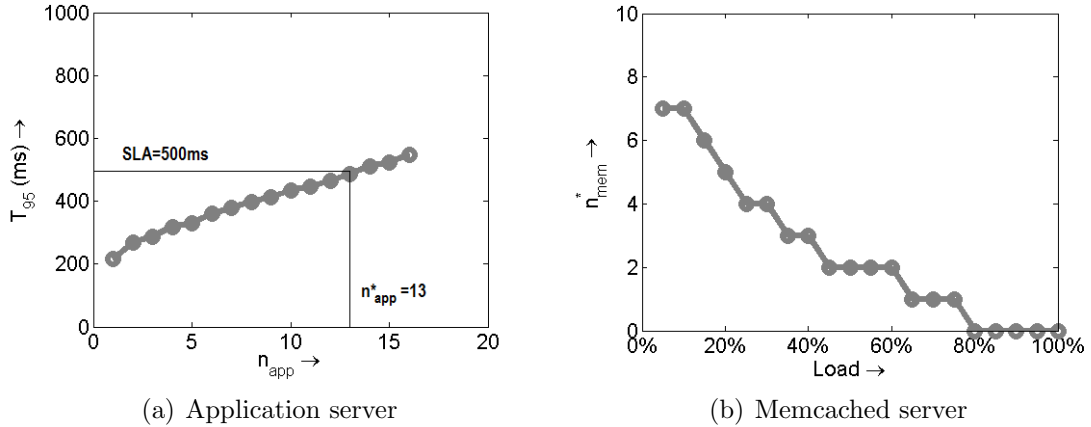 1000
800
600
400
200
0
T95 (ms) →
SLA=500ms
n*app =13
0 5 10 15 20
napp →
(a) Application server
10
8
6
4
2
0
n*mem →
0% 20% 40% 60% 80% 100%
Load →
(b) Memcached server